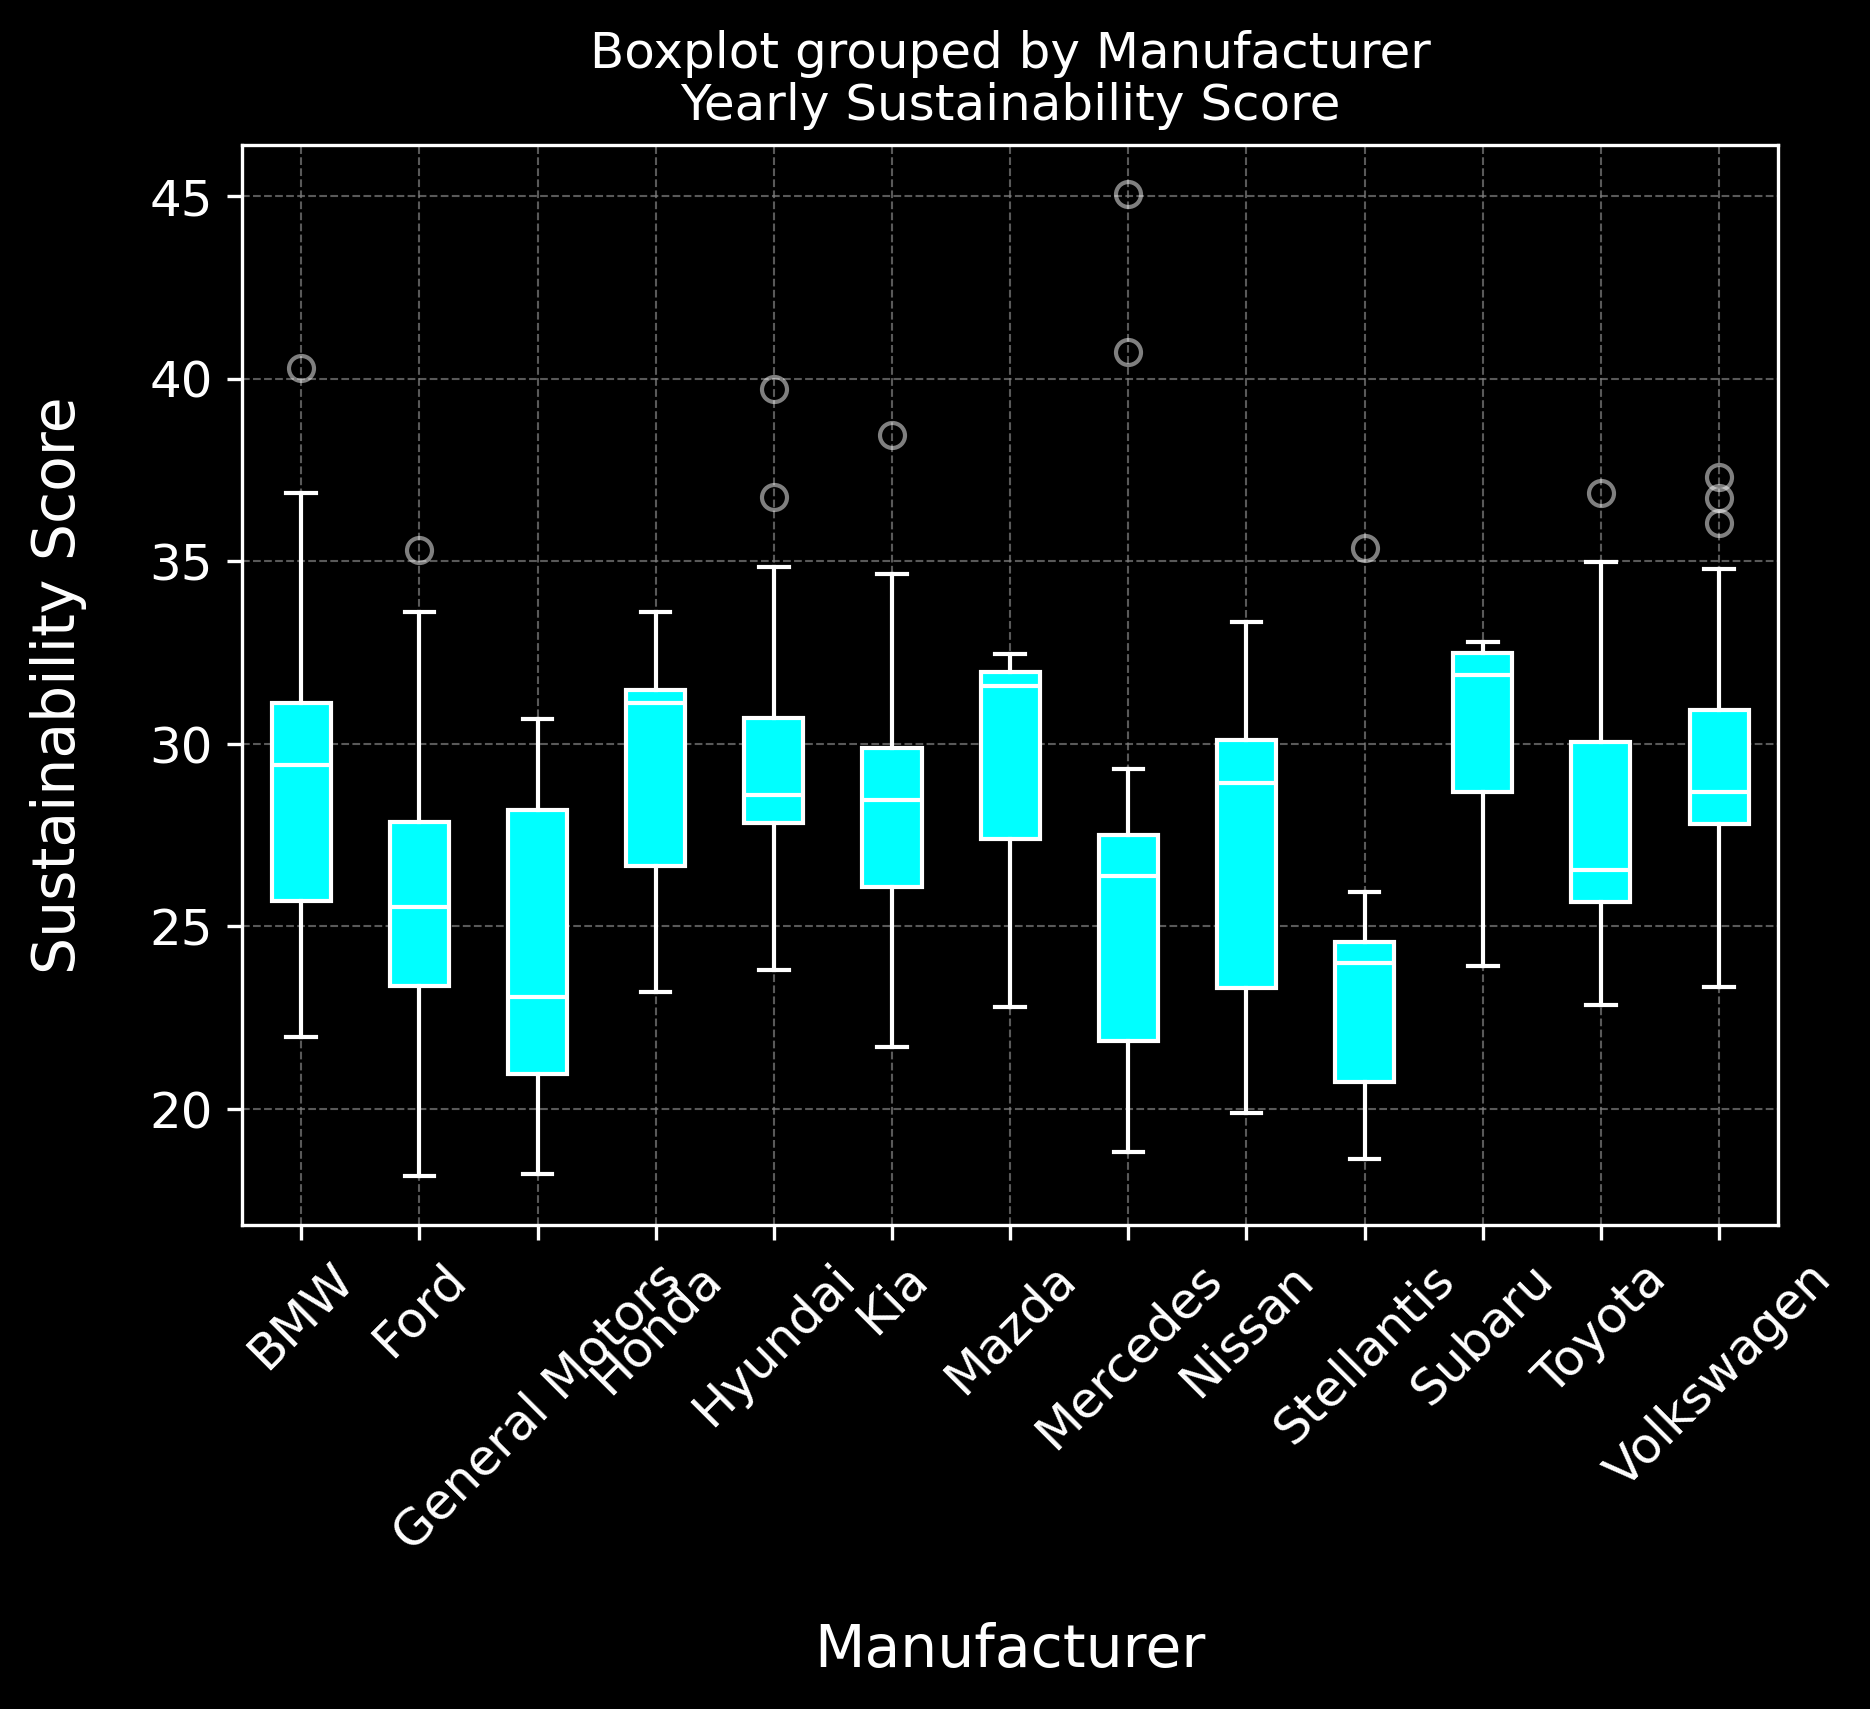 Boxplot grouped by Manufacturer
Yearly Sustainability Score
Sustainability Score
45
40
35
30
25
20
BMW
Ford
General Motors
Honda
Hyundai
Kia
Mazda
Mercedes
Nissan
Stellantis
Subaru
Toyota
Volkswagen
Manufacturer